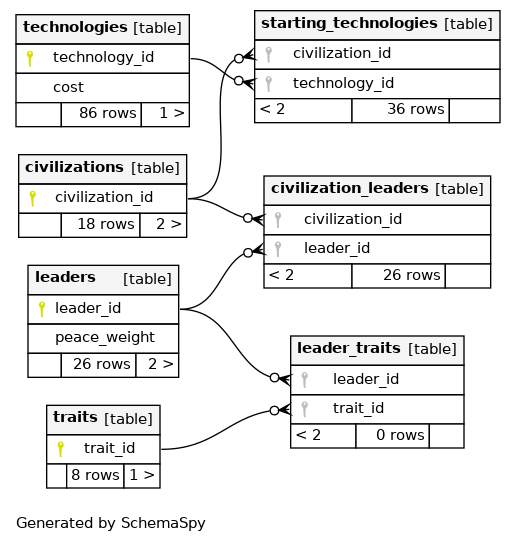 technologies [table]
technology_id
cost
86 rows 1 >
starting_technologies [table]
civilization_id
technology_id
< 2 36 rows
civilizations [table]
civilization_id
18 rows 2 >
civilization_leaders [table]
civilization_id
leader_id
< 2 26 rows
leaders [table]
leader_id
peace_weight
26 rows 2 >
leader_traits [table]
leader_id
trait_id
< 2 0 rows
traits [table]
trait_id
8 rows 1 >
Generated by SchemaSpy